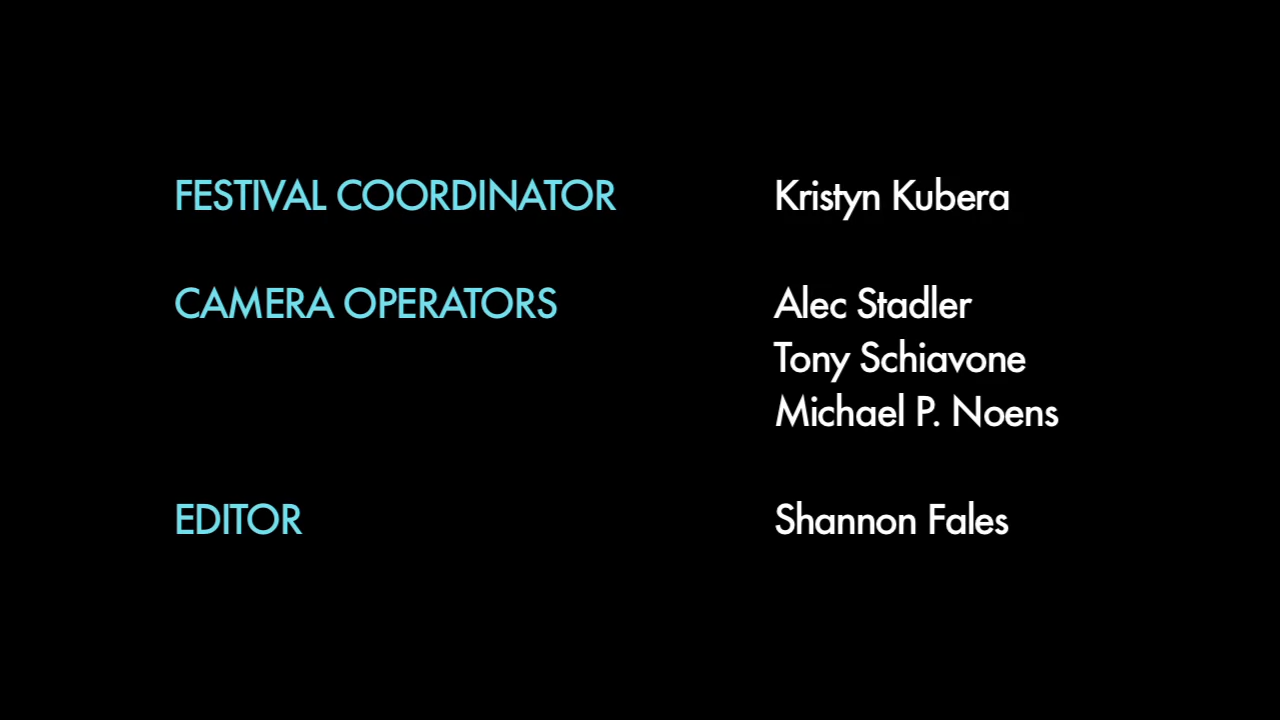 FESTIVAL COORDINATOR Kristyn Kubera
CAMERA OPERATORS Alec Stadler
Tony Schiavone
Michael P. Noens
EDITOR Shannon Fales